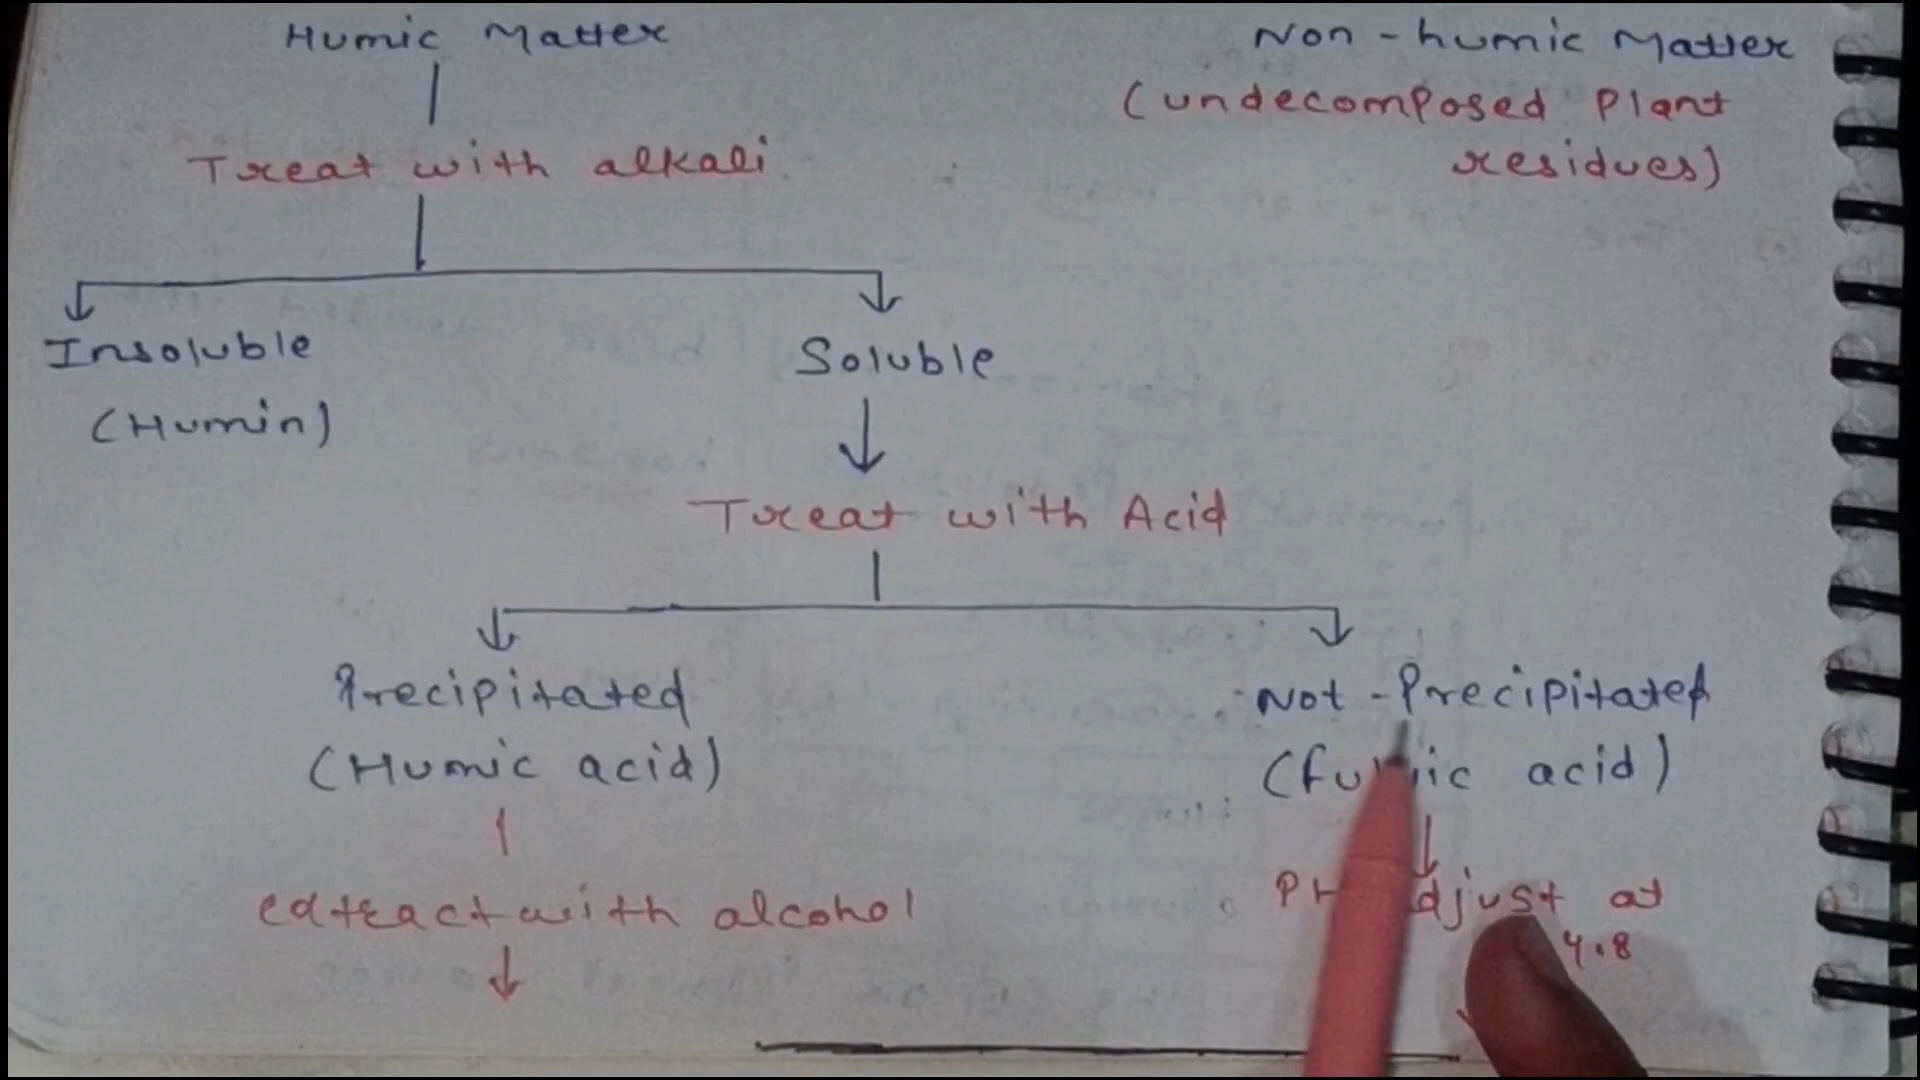 Humic Matter
Non-humic Matter
(undecomposed Plant
residues)
Treat with alkali
Insoluble
(Humin)
Soluble
Treat with Acid
Precipitated
(Humic acid)
Not-Precipitated
acid)
extract with alcohol
at
4.8